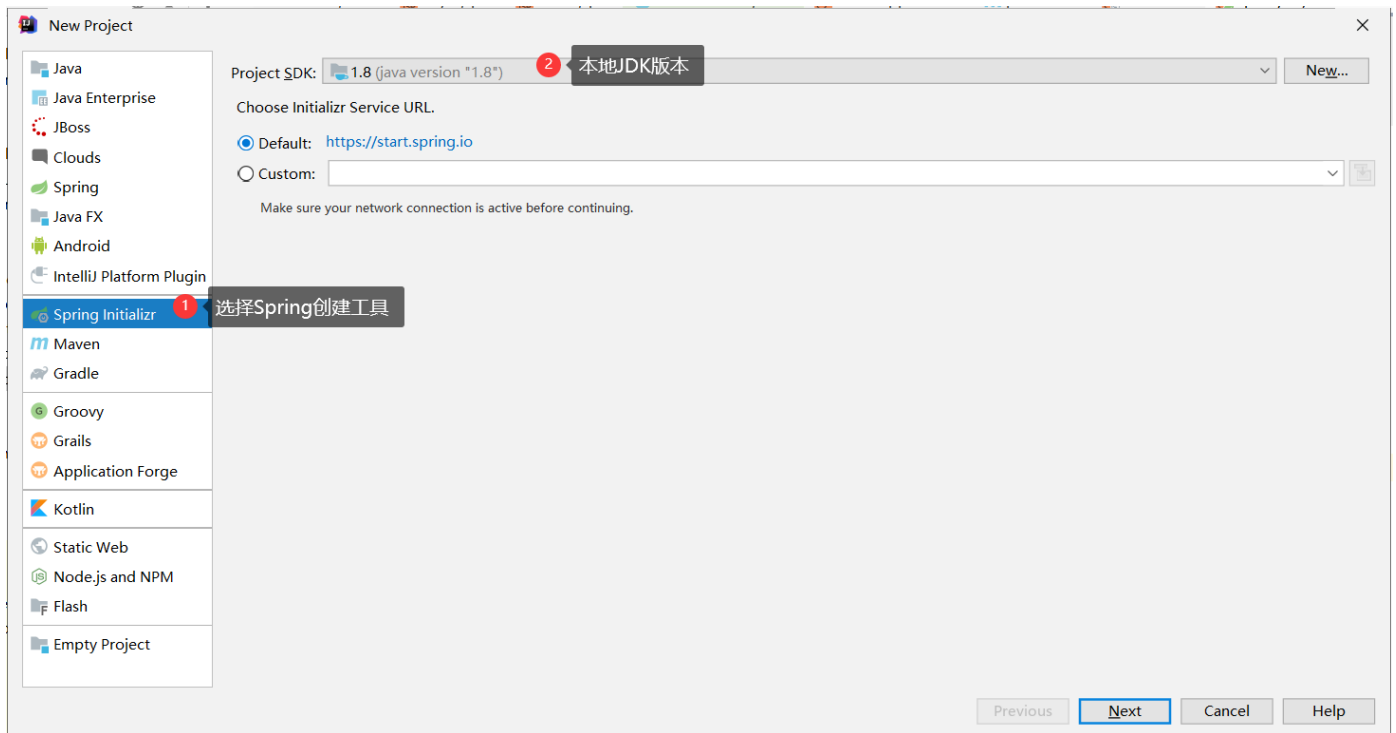 New Project
Java
Java Enterprise
JBoss
Clouds
Spring
Java FX
Android
IntelliJ Platform Plugin
Spring Initializr
1
选择Spring创建工具
Maven
Gradle
Groovy
Grails
Application Forge
Kotlin
Static Web
Node.js and NPM
Flash
Empty Project
Project SDK: 1.8 (java version "1.8") 2 本地JDK版本 New...
Choose Initializr Service URL.
Default: https://start.spring.io
Custom:
Make sure your network connection is active before continuing.
Previous Next Cancel Help